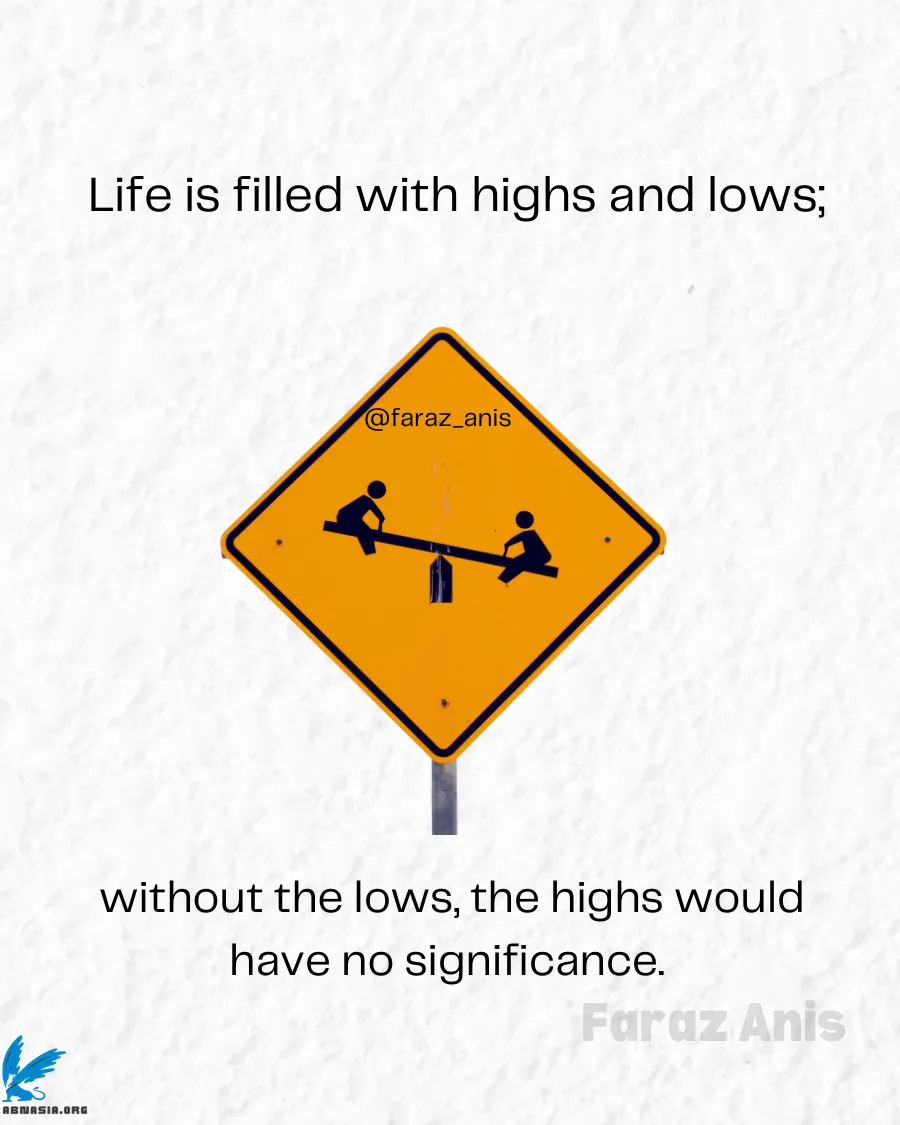 Life is filled with highs and lows;
@faraz_anis
without the lows, the highs would
have no significance.
Faraz Anis
ABNASIA.ORG